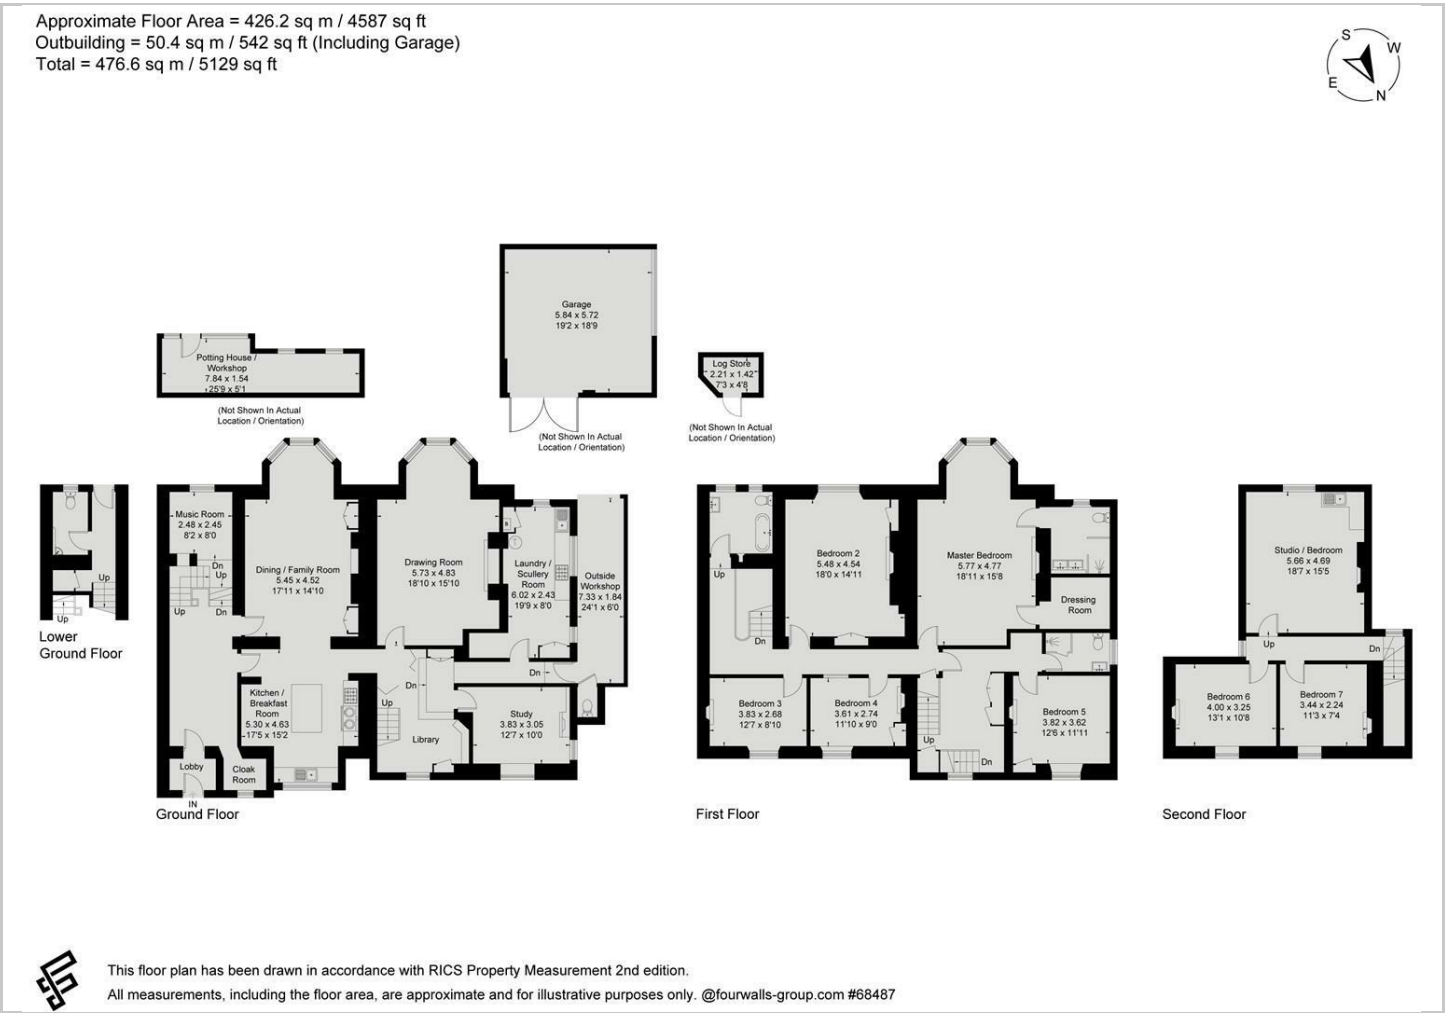 Approximate Floor Area = 426.2 sq m / 4587 sq ft
Outbuilding = 50.4 sq m / 542 sq ft (Including Garage)
Total = 476.6 sq m / 5129 sq ft
S
W
E
N
Garage
5.84 x 5.72
19'2 x 18'9
(Not Shown In Actual
Location / Orientation)
Potting House /
Workshop
7.84 x 1.54
25'9 x 5'1
(Not Shown In Actual
Location / Orientation)
Log Store
2.21 x 1.42
7'3 x 4'8
(Not Shown In Actual
Location / Orientation)
Up
Up
Lower
Ground Floor
Music Room
2.48 x 2.45
8'2 x 8'0
Dn
Up
Up
Dn
Dining / Family Room
5.45 x 4.52
17'11 x 14'10
Drawing Room
5.73 x 4.83
18'10 x 15'10
B
Laundry /
Scullery
Room
6.02 x 2.43
19'9 x 8'0
Outside
Workshop
7.33 x 1.84
24'1 x 6'0
Dn
Kitchen /
Breakfast
Room
5.30 x 4.63
17'5 x 15'2
Dn
Up
Library
Study
3.83 x 3.05
12'7 x 10'0
Lobby
Cloak
Room
IN
Ground Floor
Up
Dn
Bedroom 2
5.48 x 4.54
18'0 x 14'11
Master Bedroom
5.77 x 4.77
18'11 x 15'8
Dressing
Room
Bedroom 3
3.83 x 2.68
12'7 x 8'10
Bedroom 4
3.61 x 2.74
11'10 x 9'0
Up
Dn
Bedroom 5
3.82 x 3.62
12'6 x 11'11
First Floor
Studio / Bedroom
5.66 x 4.69
18'7 x 15'5
Up
Dn
Bedroom 6
4.00 x 3.25
13'1 x 10'8
Bedroom 7
3.44 x 2.24
11'3 x 7'4
Second Floor
This floor plan has been drawn in accordance with RICS Property Measurement 2nd edition.
All measurements, including the floor area, are approximate and for illustrative purposes only. @fourwalls-group.com #68487